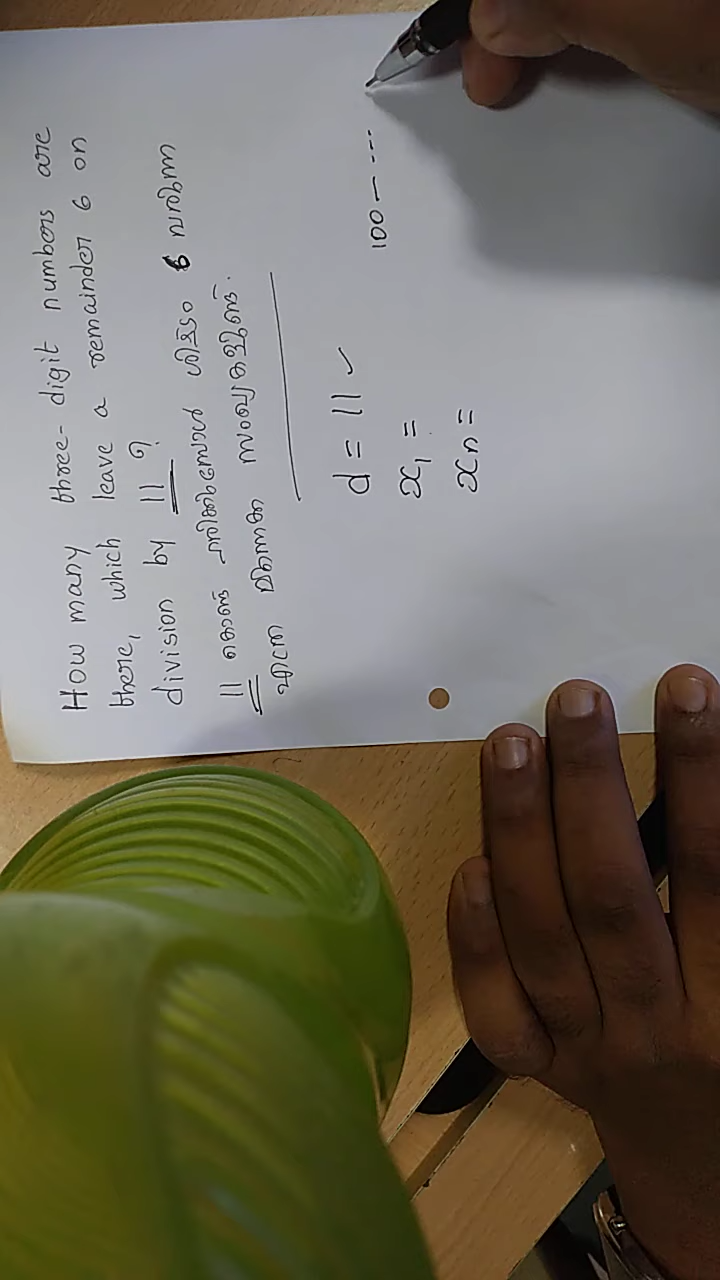 How many three-digit numbers are
there, which leave a remainder 6 on
division by 11 ?
11 കൊണ്ട് ഹരിക്കുമ്പോൾ ശിഷ്ടം 6 വരുന്ന
എത്ര മൂന്നക്ക സംഖ്യകളുണ്ട്.
d = 11 ✓
100 — ---
x₁ =
xn =